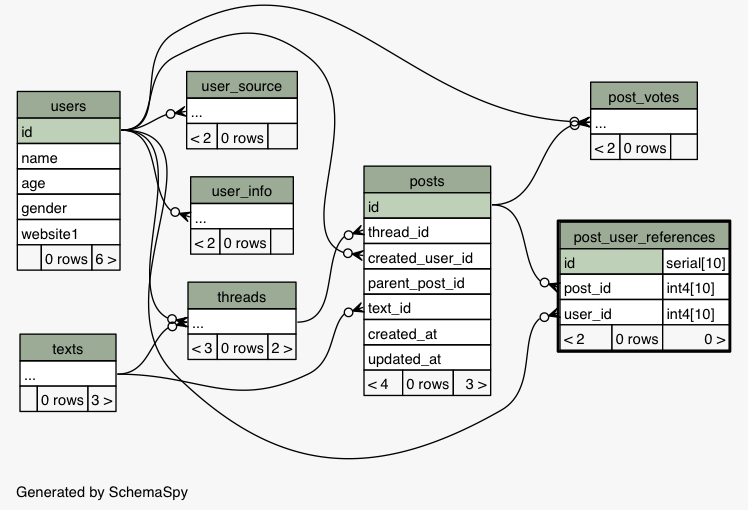 users
id
name
age
gender
website1
0 rows 6 >
user_source
...
< 2 0 rows
user_info
...
< 2 0 rows
threads
...
< 3 0 rows 2 >
texts
...
0 rows 3 >
posts
id
thread_id
created_user_id
parent_post_id
text_id
created_at
updated_at
< 4 0 rows 3 >
post_votes
...
< 2 0 rows
post_user_references
id serial[10]
post_id int4[10]
user_id int4[10]
< 2 0 rows 0 >
Generated by SchemaSpy